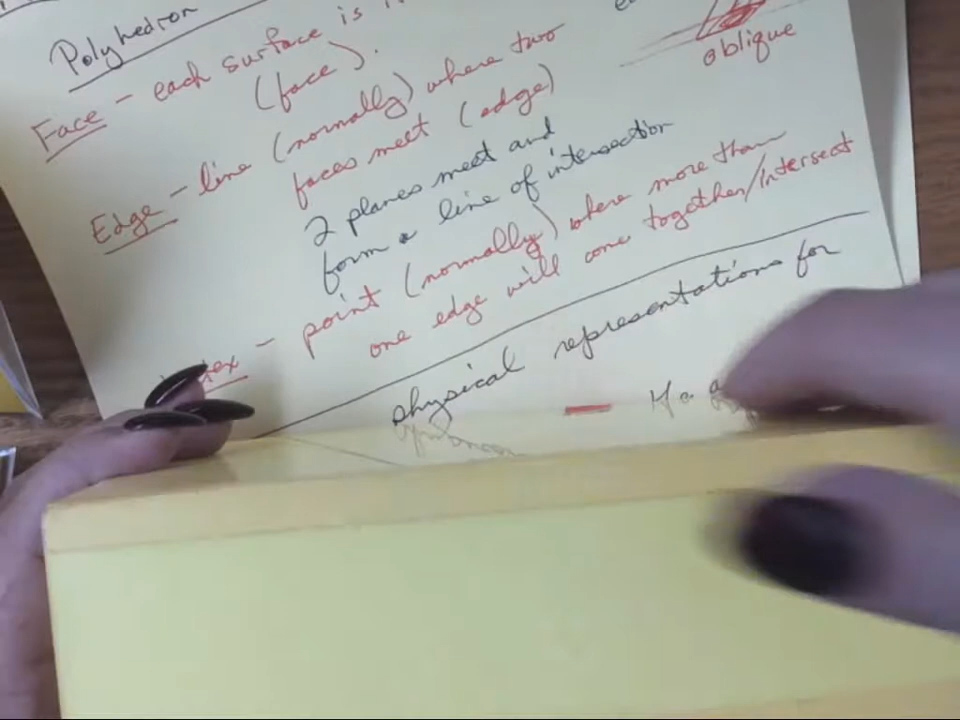 Polyhedron
oblique
Face - each surface is
(face).
Edge - line (normally) where two
faces meet (edge)
2 planes meet and
form a line of intersection
point (normally) where more than
one edge will come together/intersect
physical representations for